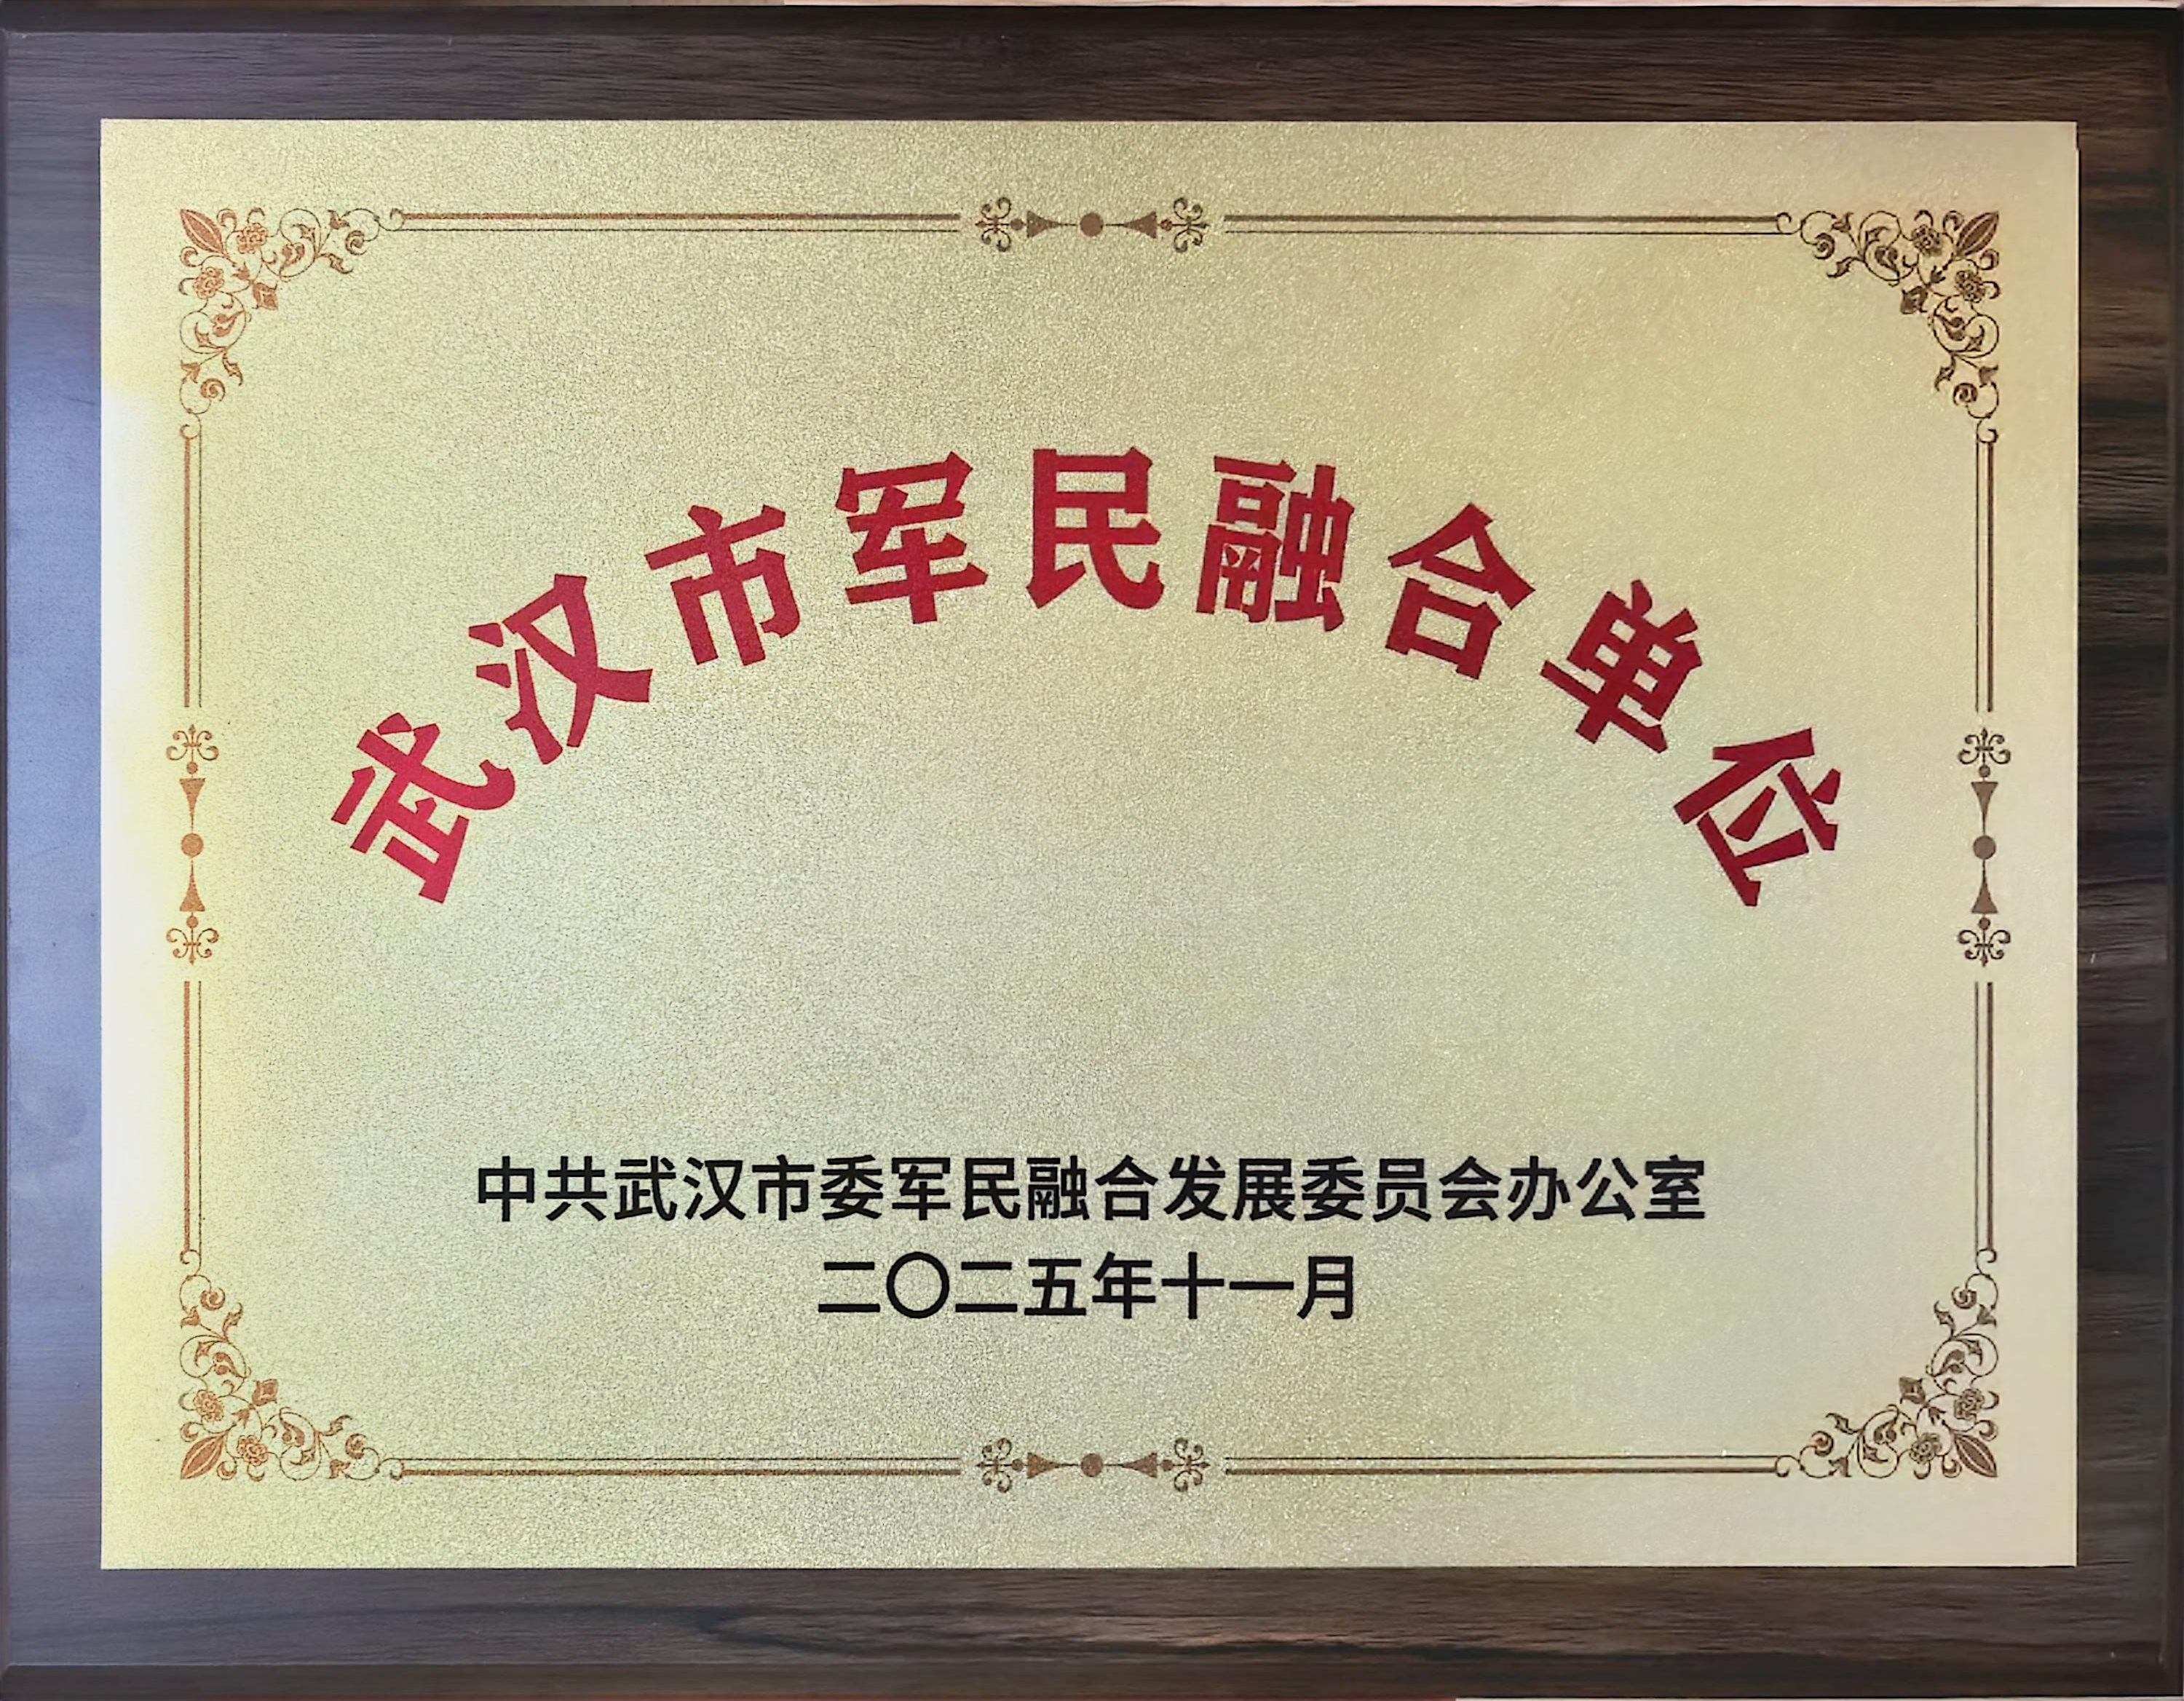 武汉市军民融合单位
中共武汉市委军民融合发展委员会办公室
二〇二五年十一月